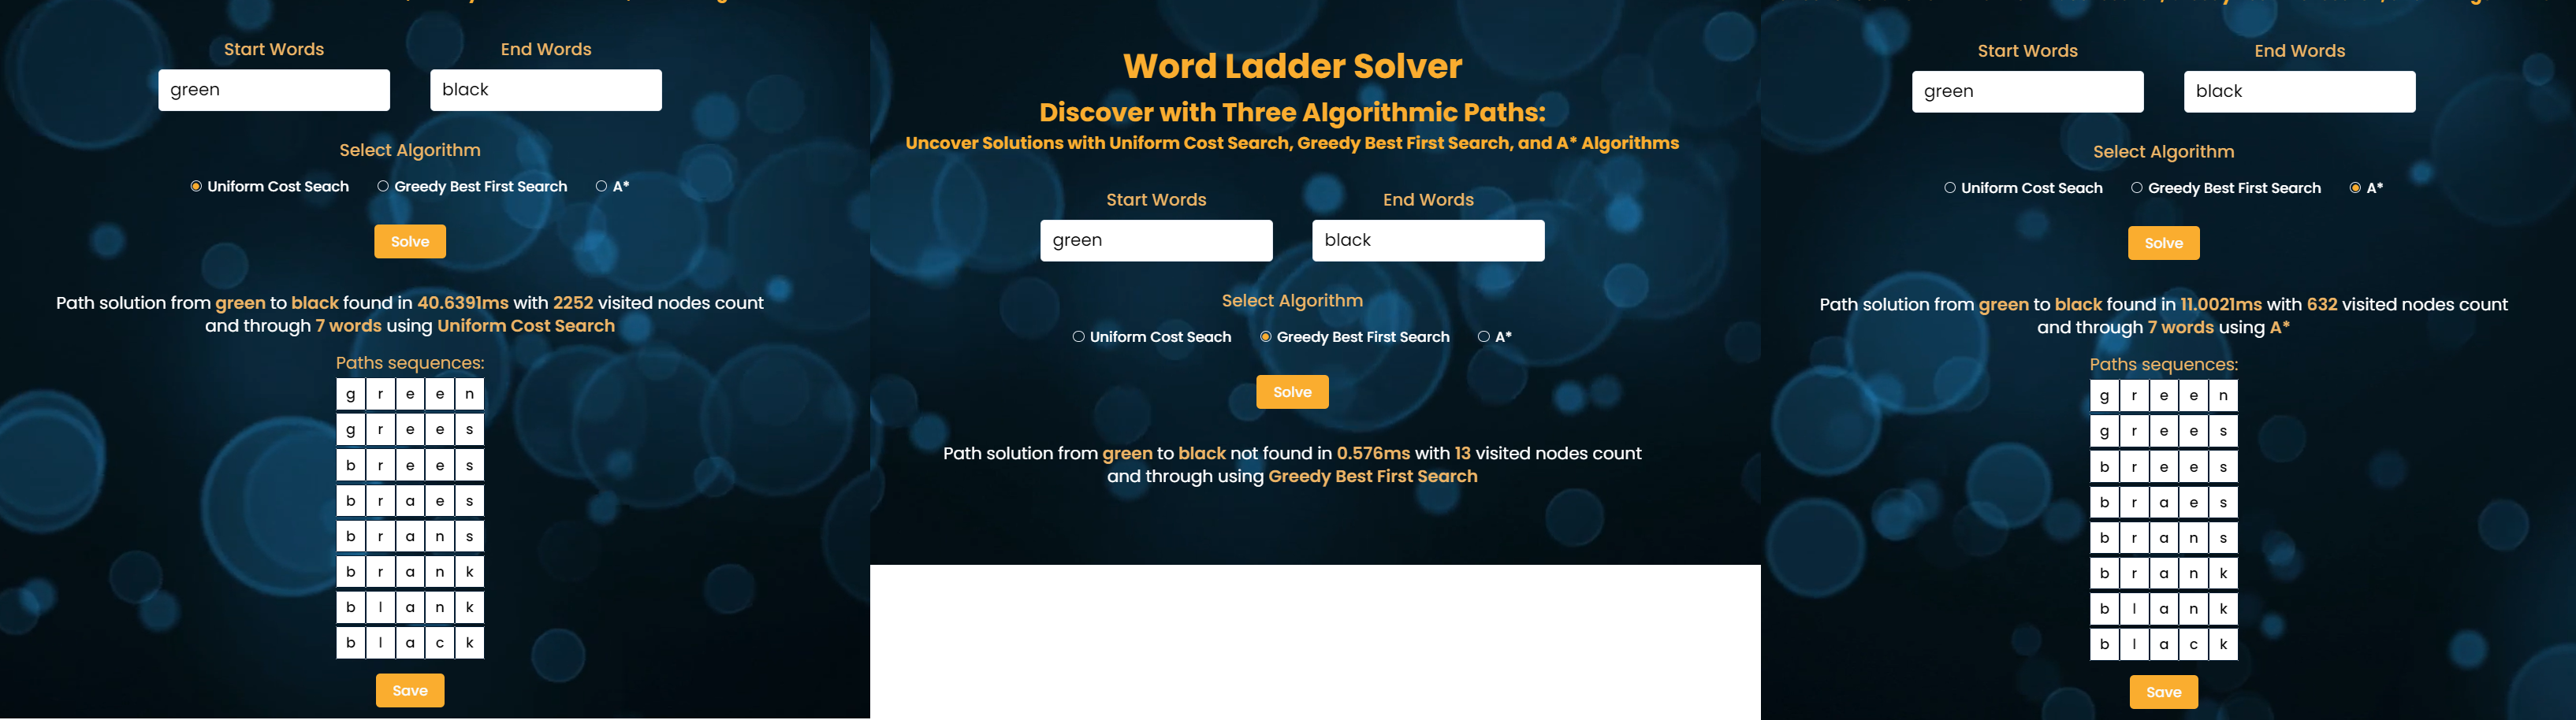 Start Words End Words
green black
Select Algorithm
Uniform Cost Seach Greedy Best First Search A*
Solve
Path solution from green to black found in 40.6391ms with 2252 visited nodes count
and through 7 words using Uniform Cost Search
Paths sequences:
g r e e n
g r e e s
b r e e s
b r a e s
b r a n s
b r a n k
b l a n k
b l a c k
Save
Word Ladder Solver
Discover with Three Algorithmic Paths:
Uncover Solutions with Uniform Cost Search, Greedy Best First Search, and A* Algorithms
Start Words End Words
green black
Select Algorithm
Uniform Cost Seach Greedy Best First Search A*
Solve
Path solution from green to black not found in 0.576ms with 13 visited nodes count
and through using Greedy Best First Search
Start Words End Words
green black
Select Algorithm
Uniform Cost Seach Greedy Best First Search A*
Solve
Path solution from green to black found in 11.0021ms with 632 visited nodes count
and through 7 words using A*
Paths sequences:
g r e e n
g r e e s
b r e e s
b r a e s
b r a n s
b r a n k
b l a n k
b l a c k
Save